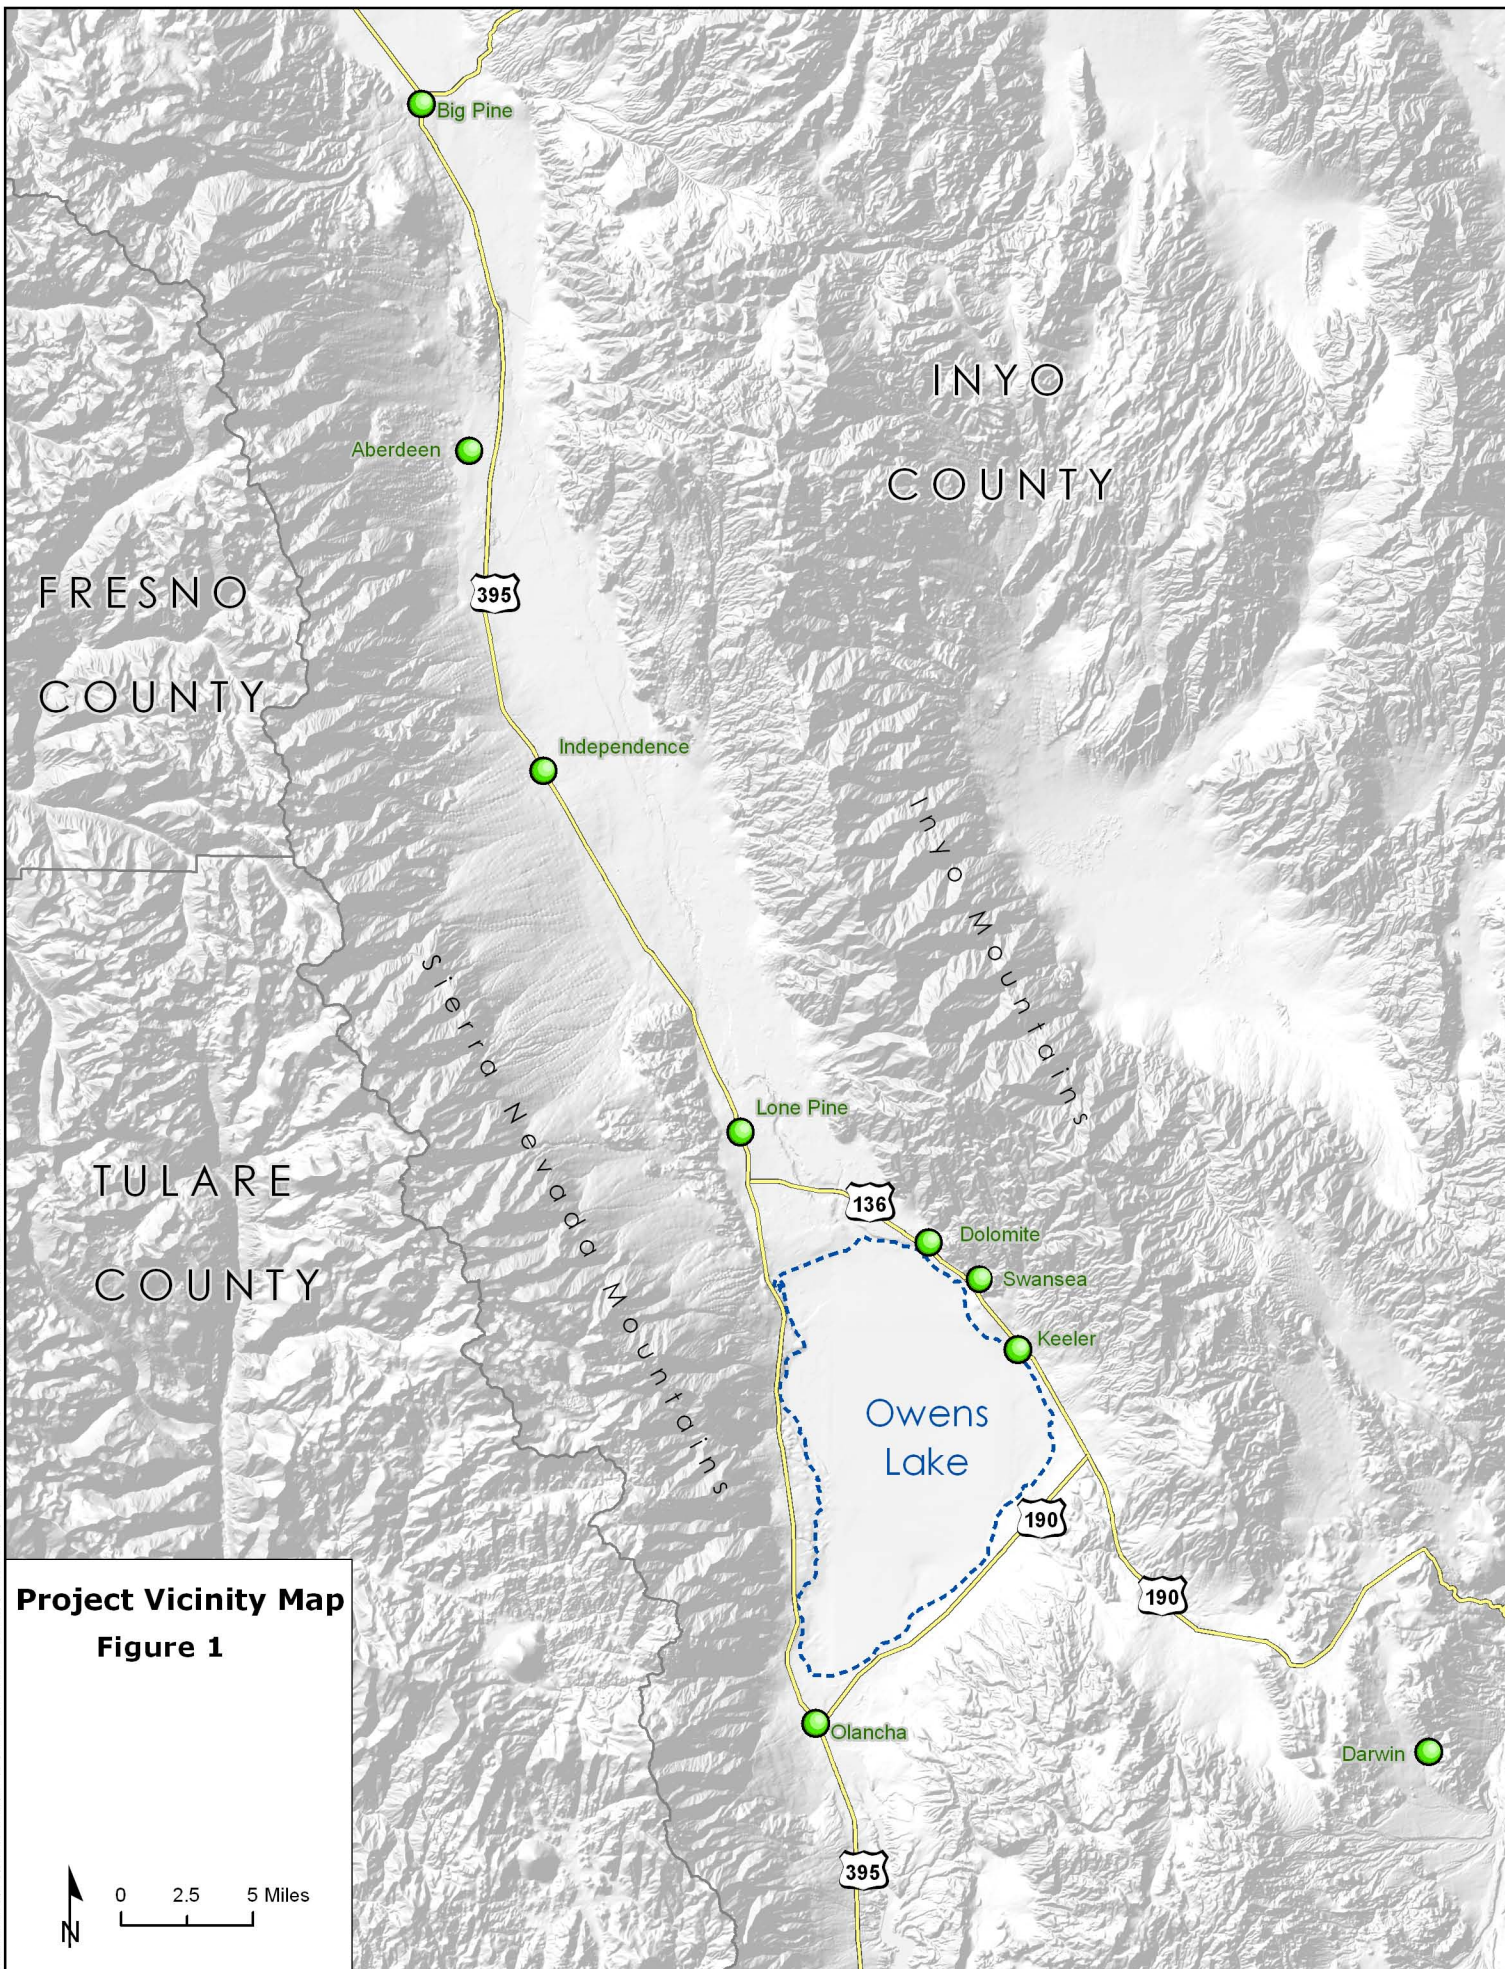 Big Pine
INYO
COUNTY
Aberdeen
395
FRESNO
COUNTY
Independence
Inyo Mountains
Sierra Nevada Mountains
Lone Pine
TULARE
COUNTY
136
Dolomite
Swansea
Keeler
Owens
Lake
190
190
Project Vicinity Map
Figure 1
Olancha
Darwin
395
0 2.5 5 Miles
N